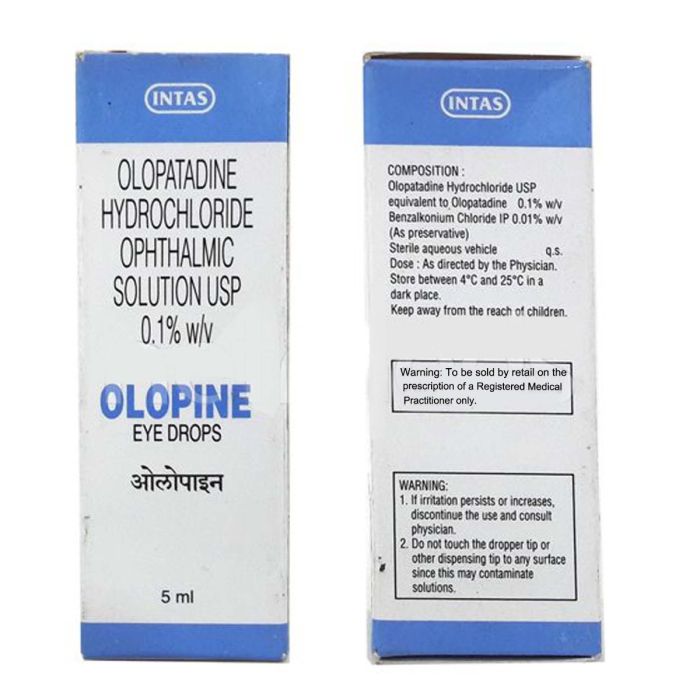 INTAS
OLOPATADINE
HYDROCHLORIDE
OPHTHALMIC
SOLUTION USP
0.1% w/v
OLOPINE
EYE DROPS
ओलोपाइन
5 ml
INTAS
COMPOSITION :
Olopatadine Hydrochloride USP
equivalent to Olopatadine 0.1% w/v
Benzalkonium Chloride IP 0.01% w/v
(As preservative)
Sterile aqueous vehicle q.s.
Dose : As directed by the Physician.
Store between 4°C and 25°C in a
dark place.
Keep away from the reach of children.
Warning: To be sold by retail on the
prescription of a Registered Medical
Practitioner only.
WARNING:
1. If irritation persists or increases,
discontinue the use and consult
physician.
2. Do not touch the dropper tip or
other dispensing tip to any surface
since this may contaminate
solutions.